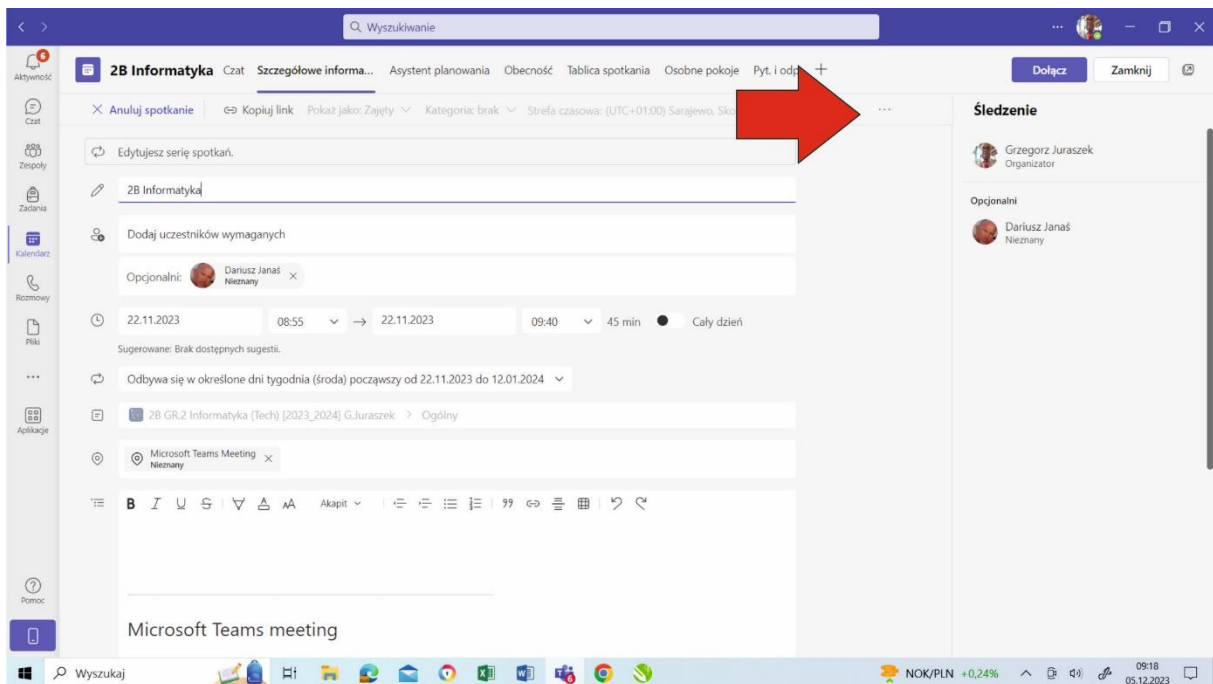 Wyszukiwanie
6
Aktywność
Czat
Zespoły
Zadania
Kalendarz
Rozmowy
Pliki
Aplikacje
Pomoc
2B Informatyka Czat Szczegółowe informa... Asystent planowania Obecność Tablica spotkania Osobne pokoje Pyt. i odp
Dołącz Zamknij
Anuluj spotkanie Kopiuj link Pokaż jako: Zajęty Kategoria: brak Strefa czasowa: (UTC+01:00) Sarajewo, Sko
Edytujesz serię spotkań.
2B Informatyka
Dodaj uczestników wymaganych
Opcjonalni: Dariusz Janaś
Nieznany
22.11.2023 08:55 → 22.11.2023 09:40 45 min Cały dzień
Sugerowane: Brak dostępnych sugestii.
Odbywa się w określone dni tygodnia (środa) począwszy od 22.11.2023 do 12.01.2024
2B GR.2 Informatyka (Tech) [2023_2024] G.Juraszek > Ogólny
Microsoft Teams Meeting
Nieznany
B I U S A AA Akapit
Microsoft Teams meeting
Śledzenie
Grzegorz Juraszek
Organizator
Opcjonalni
Dariusz Janaś
Nieznany
Wyszukaj
NOK/PLN +0,24%
09:18
05.12.2023